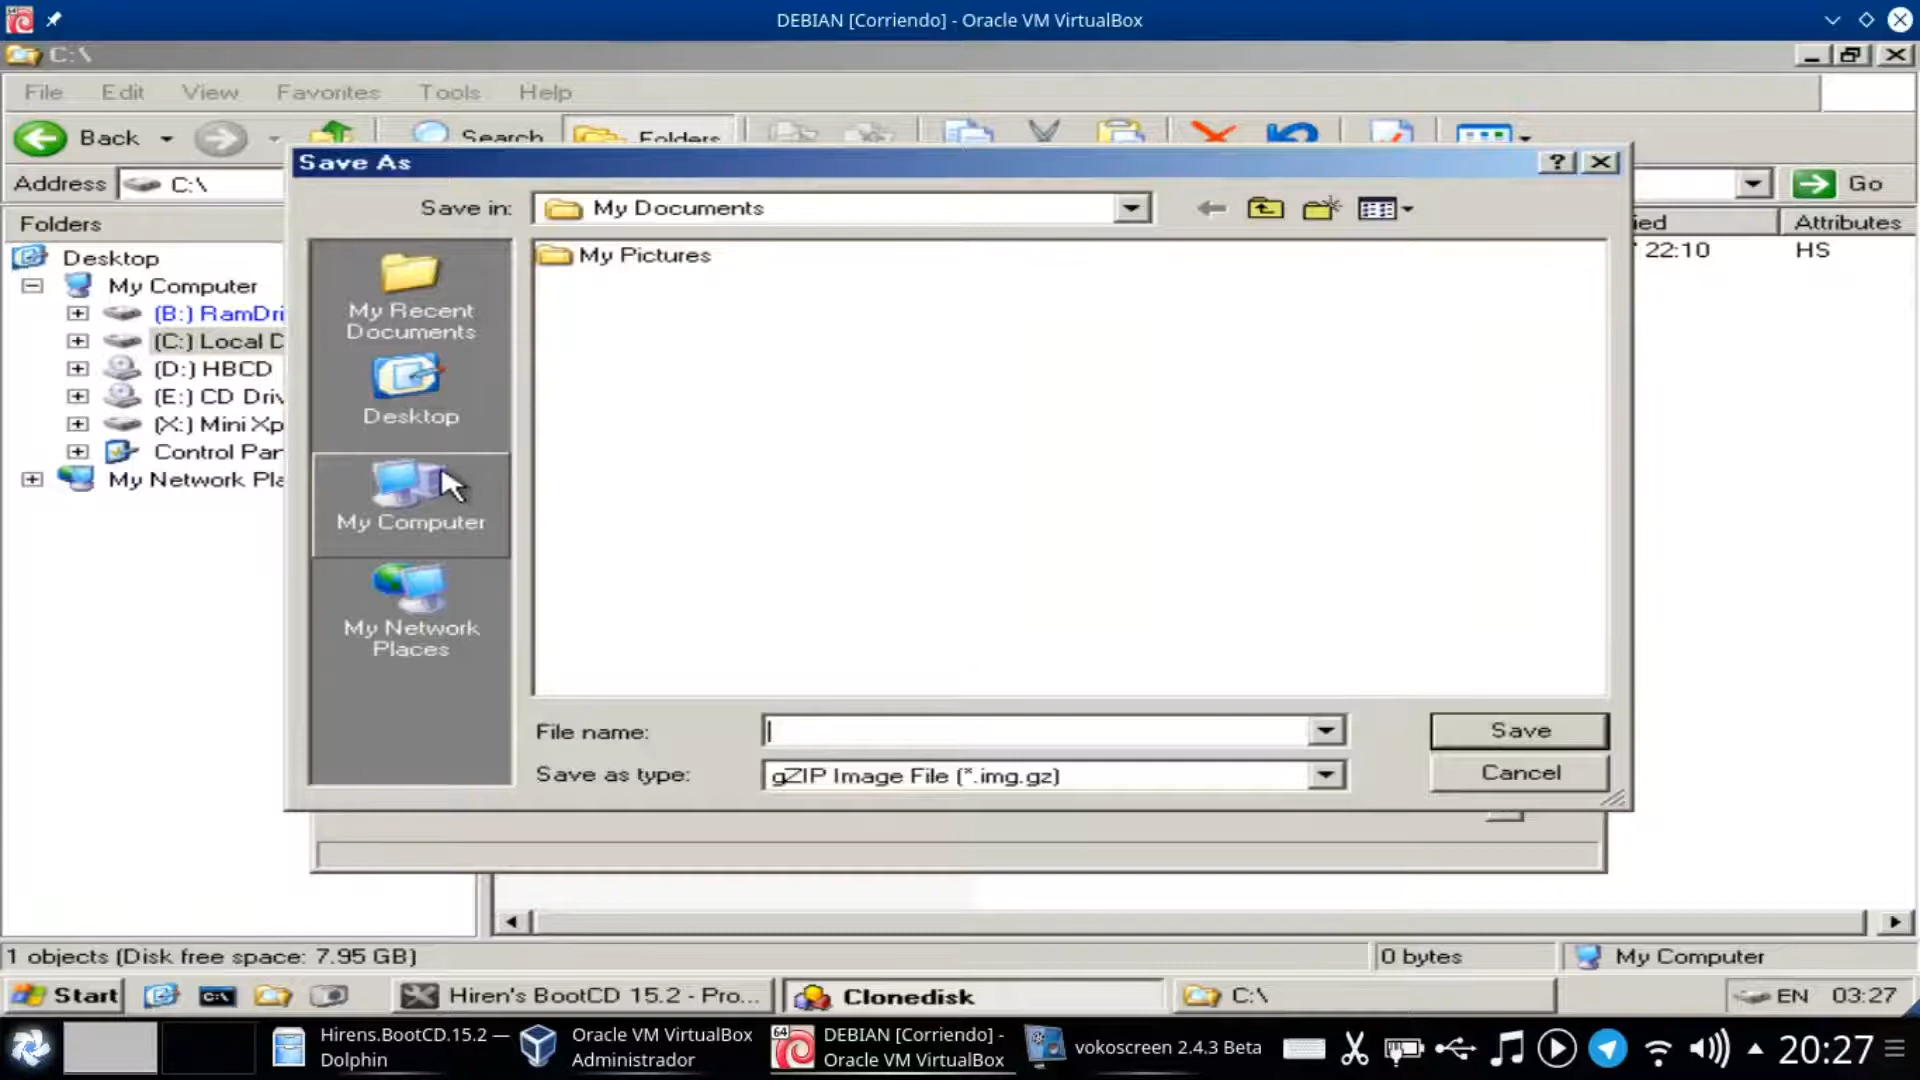 DEBIAN [Corriendo] - Oracle VM VirtualBox
C:\
File Edit View Favorites Tools Help
Back Search Folders
Address C:\ Go
Save As
Save in: My Documents
Folders
ied Attributes
22:10 HS
My Pictures
Desktop
My Computer
(B:) RamDri
(C:) Local D
(D:) HBCD
(E:) CD Driv
(X:) Mini Xp
Control Par
My Network Pla
My Recent
Documents
Desktop
My Computer
My Network
Places
File name:
Save
Save as type: gZIP Image File (*.img.gz)
Cancel
1 objects (Disk free space: 7.95 GB)
0 bytes
My Computer
Start
C:\
Hiren's BootCD 15.2 - Pro...
Clonedisk
C:\
EN 03:27
Hirens.BootCD.15.2 —
Dolphin
Oracle VM VirtualBox
Administrador
64
DEBIAN [Corriendo] -
Oracle VM VirtualBox
vokoscreen 2.4.3 Beta
20:27